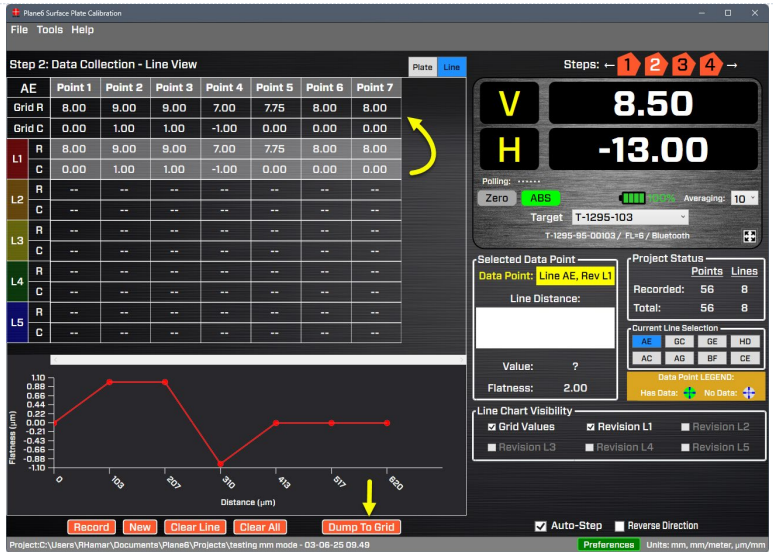 Plane6 Surface Plate Calibration
File Tools Help
Step 2: Data Collection - Line View
Plate Line
AE Point 1 Point 2 Point 3 Point 4 Point 5 Point 6 Point 7
Grid R 8.00 9.00 9.00 7.00 7.75 8.00 8.00
Grid C 0.00 1.00 1.00 -1.00 0.00 0.00 0.00
L1 R 8.00 9.00 9.00 7.00 7.75 8.00 8.00
C 0.00 1.00 1.00 -1.00 0.00 0.00 0.00
L2 R -- -- -- -- -- -- --
C -- -- -- -- -- -- --
L3 R -- -- -- -- -- -- --
C -- -- -- -- -- -- --
L4 R -- -- -- -- -- -- --
C -- -- -- -- -- -- --
L5 R -- -- -- -- -- -- --
C -- -- -- -- -- -- --
Flatness (µm)
1.10
0.88
0.66
0.44
0.22
0.00
-0.21
-0.43
-0.66
-0.88
-1.10
0 103 207 310 413 517 620
Distance (µm)
Record New Clear Line Clear All Dump To Grid
Steps: ← 1 2 3 4 →
V 8.50
H -13.00
Polling: ······
Zero ABS 100% Averaging: 10
Target T-1295-103
T-1295-95-00103 / FL=6 / Bluetooth
Selected Data Point
Data Point: Line AE, Rev L1
Line Distance:
Value: ?
Flatness: 2.00
Project Status
Points Lines
Recorded: 56 8
Total: 56 8
Current Line Selection
AE GC GE HD
AC AG BF CE
Data Point LEGEND:
Has Data: No Data:
Line Chart Visibility
Grid Values Revision L1 Revision L2
Revision L3 Revision L4 Revision L5
Auto-Step Reverse Direction
Project:C:\Users\RHamar\Documents\Plane6\Projects\testing mm mode - 03-06-25 09.49
Preferences Units: mm, mm/meter, µm/mm